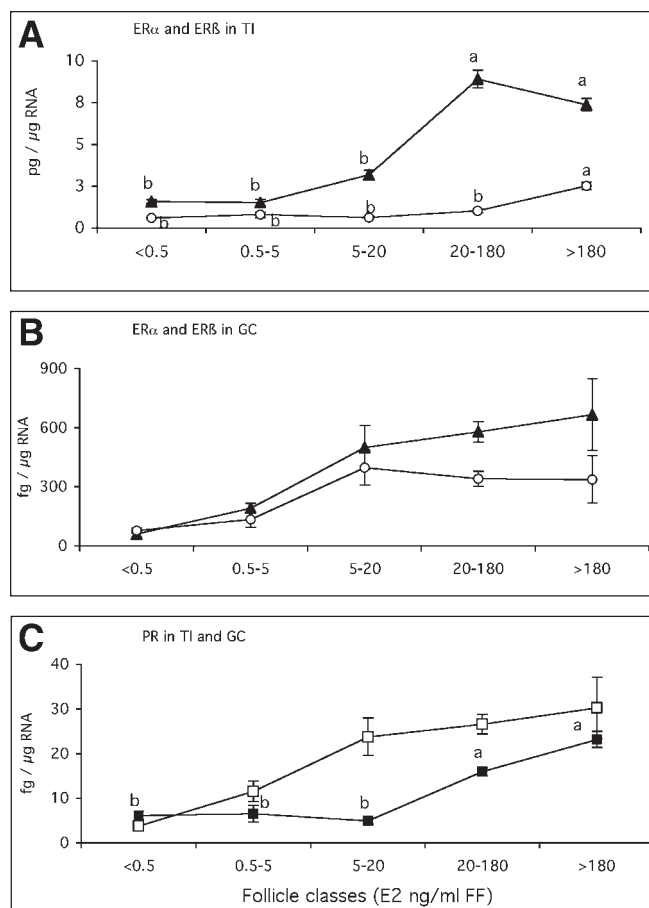 A
ERα and ERß in TI
pg / µg RNA
10
8
5
3
0
b
b
b
a
a
b
b
b
b
a
<0.5
0.5-5
5-20
20-180
>180
B
ERα and ERß in GC
fg / µg RNA
900
600
300
0
<0.5
0.5-5
5-20
20-180
>180
C
PR in TI and GC
fg / µg RNA
40
30
20
10
0
b
b
b
a
a
<0.5
0.5-5
5-20
20-180
>180
Follicle classes (E2 ng/ml FF)